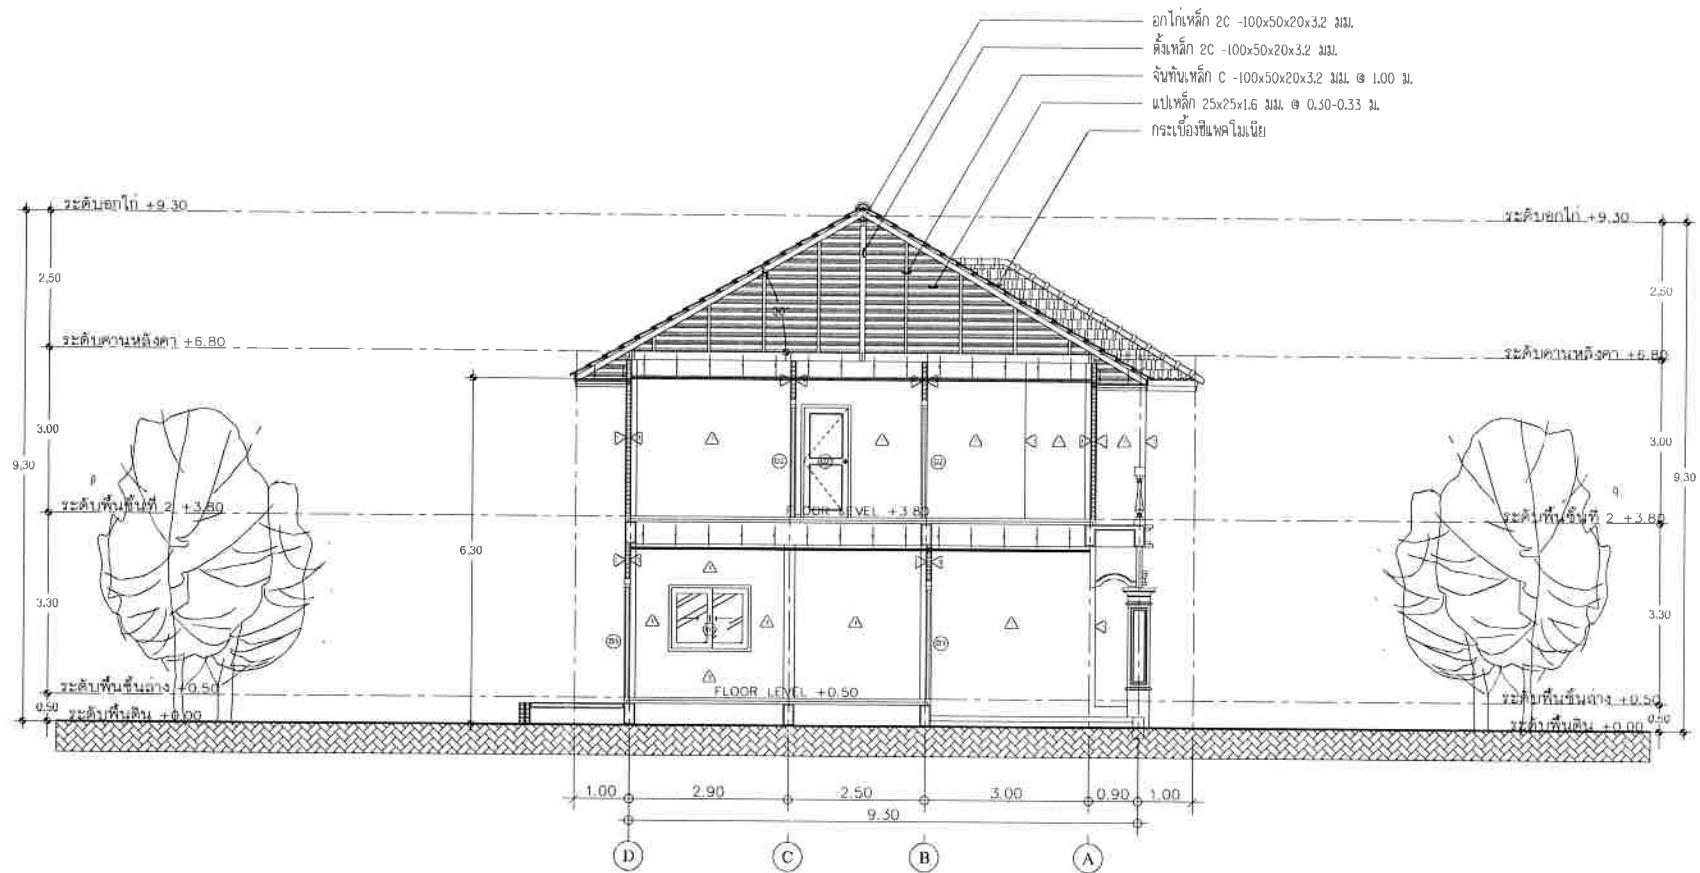 อกไก่เหล็ก 2C -100x50x20x3.2 มม.
ดั้งเหล็ก 2C -100x50x20x3.2 มม.
จันทันเหล็ก C -100x50x20x3.2 มม. @ 1.00 ม.
แปเหล็ก 25x25x1.6 มม. @ 0.30-0.33 ม.
กระเบื้องซีแพคโมเนีย
ระดับอกไก่ +9.30
ระดับอกไก่ +9.30
2.50
2.50
30°
ระดับคานหลังคา +6.80
ระดับคานหลังคา +6.80
3.00
3.00
9.30
9.30
ระดับพื้นชั้นที่ 2 +3.80
FLOOR LEVEL +3.80
ระดับพื้นชั้นที่ 2 +3.80
6.30
3.30
3.30
ระดับพื้นชั้นล่าง +0.50
FLOOR LEVEL +0.50
ระดับพื้นชั้นล่าง +0.50
0.50
ระดับพื้นดิน +0.00
ระดับพื้นดิน +0.00
0.50
1.00 2.90 2.50 3.00 0.90 1.00
9.30
D C B A